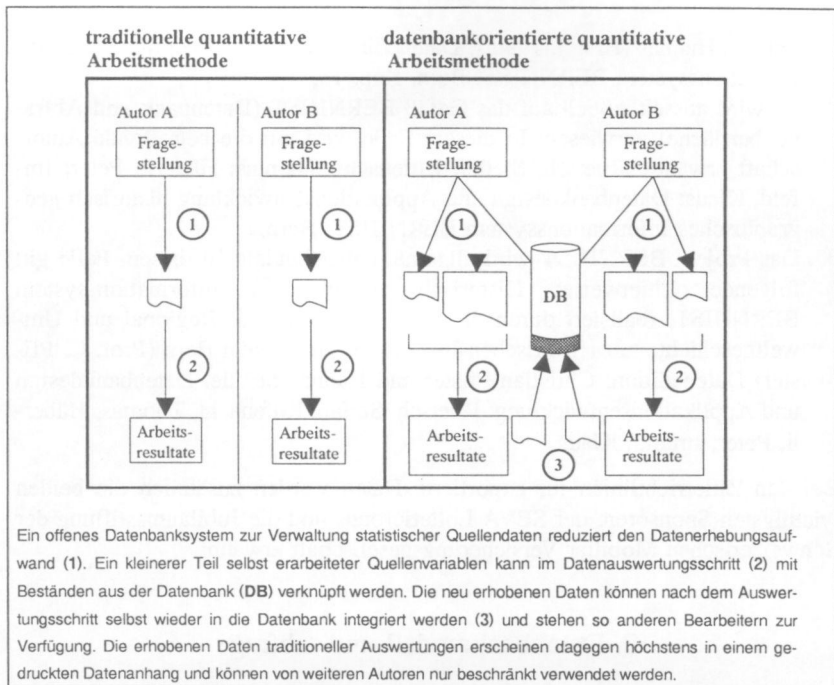 traditionelle quantitative
Arbeitsmethode
datenbankorientierte quantitative
Arbeitsmethode
Autor A
Frage-
stellung
1
2
Arbeits-
resultate
Autor B
Frage-
stellung
1
2
Arbeits-
resultate
Autor A
Frage-
stellung
1
2
Arbeits-
resultate
DB
3
Autor B
Frage-
stellung
1
2
Arbeits-
resultate
Ein offenes Datenbanksystem zur Verwaltung statistischer Quellendaten reduziert den Datenerhebungsauf-
wand (1). Ein kleinerer Teil selbst erarbeiteter Quellenvariablen kann im Datenauswertungsschritt (2) mit
Beständen aus der Datenbank (DB) verknüpft werden. Die neu erhobenen Daten können nach dem Auswer-
tungsschritt selbst wieder in die Datenbank integriert werden (3) und stehen so anderen Bearbeitern zur
Verfügung. Die erhobenen Daten traditioneller Auswertungen erscheinen dagegen höchstens in einem ge-
druckten Datenanhang und können von weiteren Autoren nur beschränkt verwendet werden.